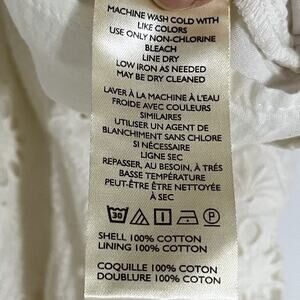 MACHINE WASH COLD WITH
LIKE COLORS
USE ONLY NON-CHLORINE
BLEACH
LINE DRY
LOW IRON AS NEEDED
MAY BE DRY CLEANED
LAVER À LA MACHINE À L'EAU
FROIDE AVEC COULEURS
SIMILAIRES
UTILISER UN AGENT DE
BLANCHIMENT SANS CHLORE
SI NÉCESSAIRE
LIGNE SEC
REPASSER, AU BESOIN, À TRÈS
BASSE TEMPÉRATURE
PEUT-ÊTRE ÊTRE NETTOYÉE
À SEC
30 P
SHELL 100% COTTON
LINING 100% COTTON
COQUILLE 100% COTON
DOUBLURE 100% COTON